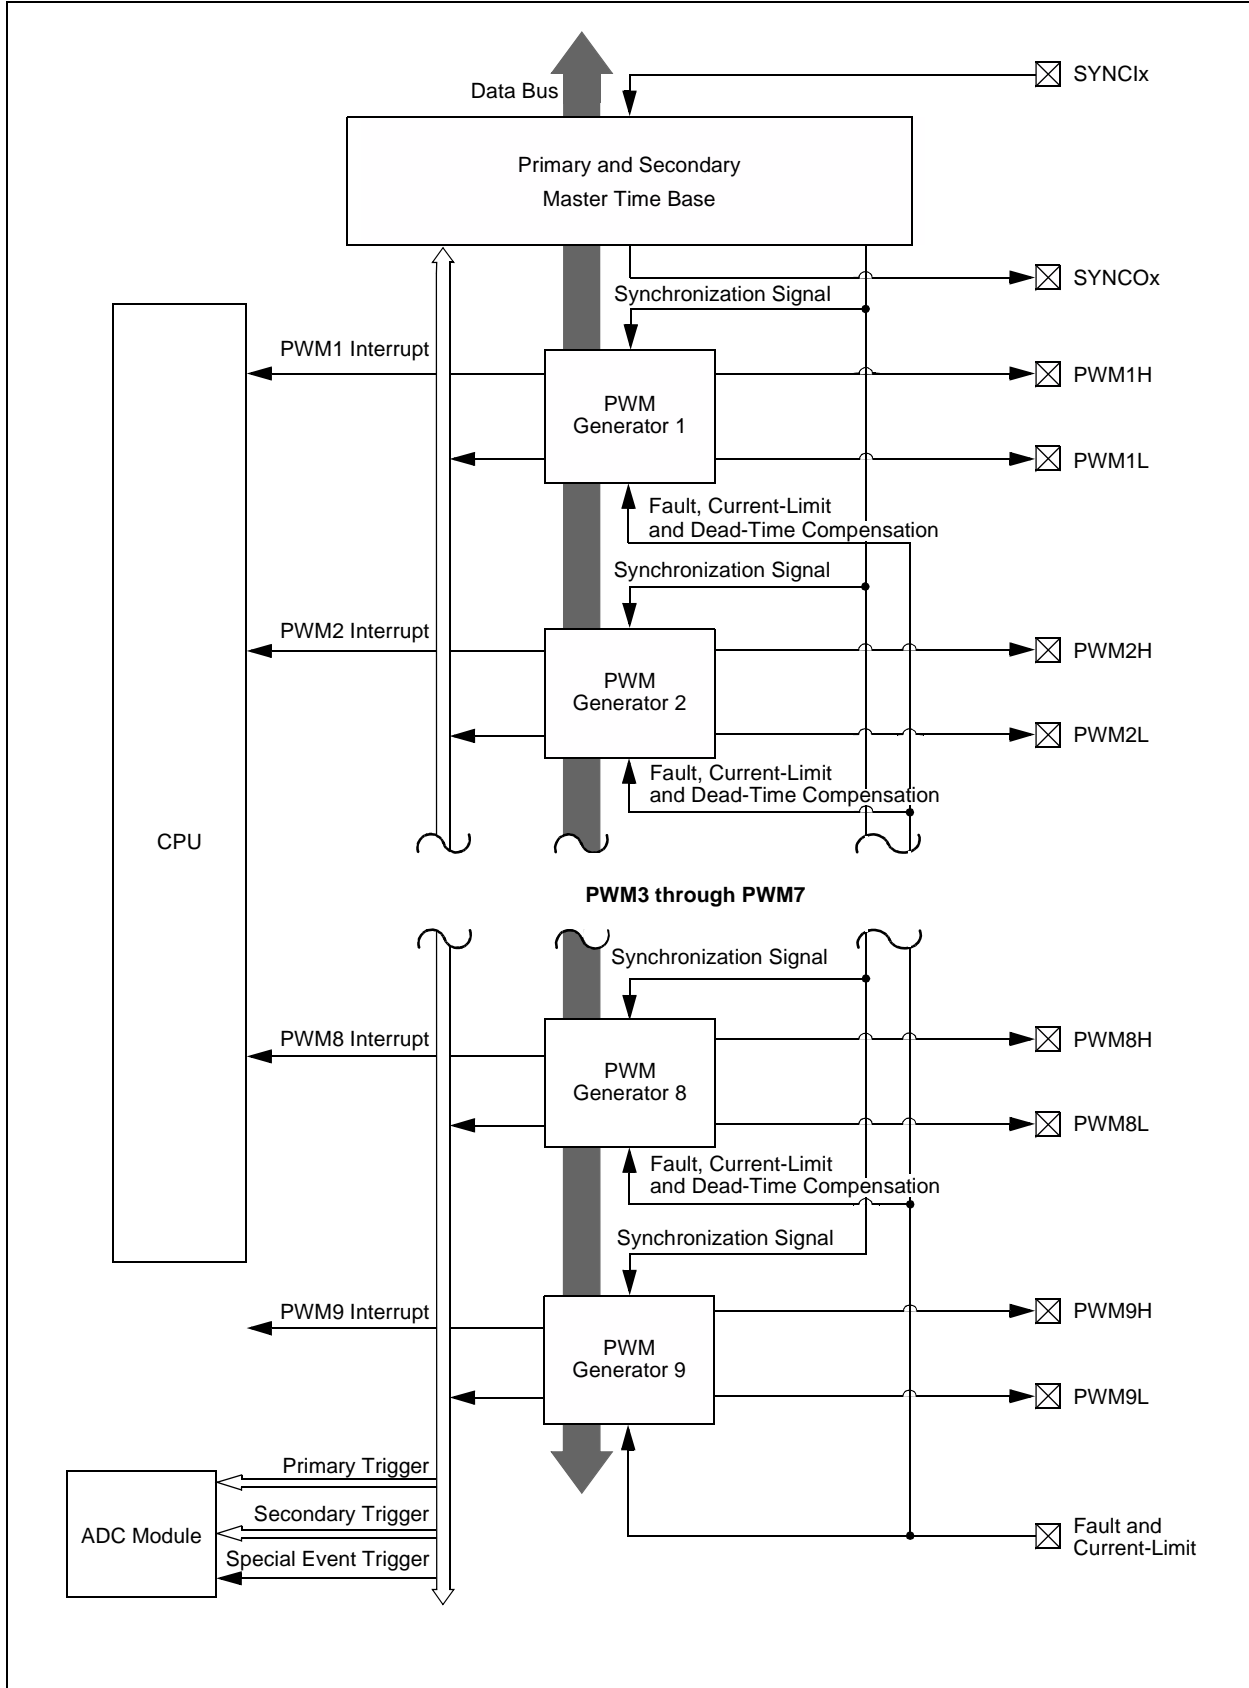 SYNCIx
Data Bus
Primary and Secondary
Master Time Base
SYNCOx
Synchronization Signal
PWM1 Interrupt
PWM1H
PWM
Generator 1
PWM1L
Fault, Current-Limit
and Dead-Time Compensation
Synchronization Signal
PWM2 Interrupt
PWM2H
PWM
Generator 2
PWM2L
Fault, Current-Limit
and Dead-Time Compensation
CPU
PWM3 through PWM7
Synchronization Signal
PWM8 Interrupt
PWM8H
PWM
Generator 8
PWM8L
Fault, Current-Limit
and Dead-Time Compensation
Synchronization Signal
PWM9 Interrupt
PWM9H
PWM
Generator 9
PWM9L
Primary Trigger
Secondary Trigger
ADC Module
Special Event Trigger
Fault and
Current-Limit